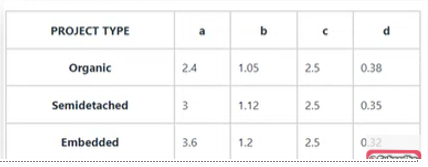 PROJECT TYPE a b c d
Organic 2.4 1.05 2.5 0.38
Semidetached 3 1.12 2.5 0.35
Embedded 3.6 1.2 2.5 0.32